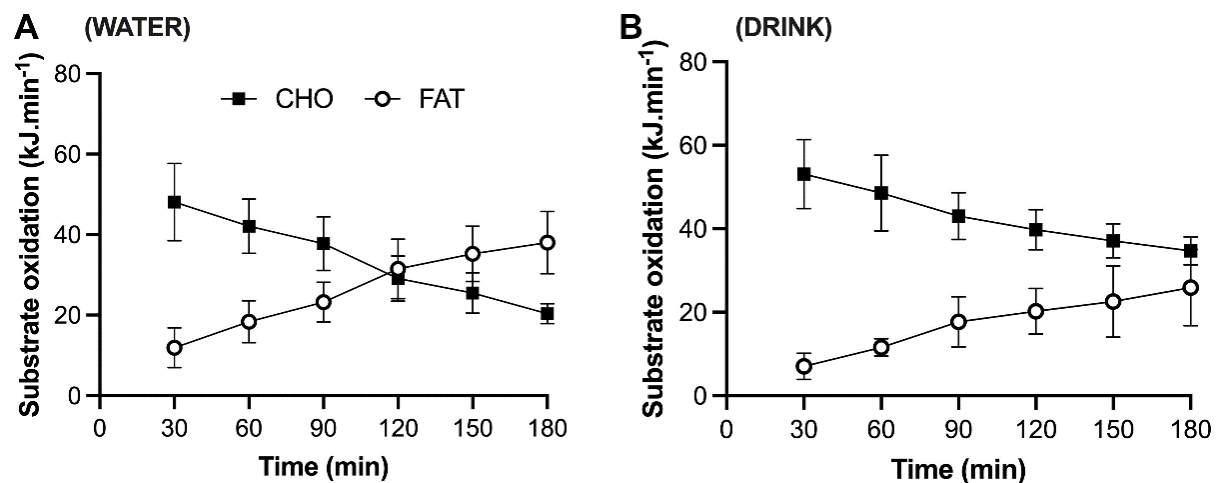 A (WATER)
Substrate oxidation (kJ.min⁻¹)
80
60
40
20
0
CHO FAT
0 30 60 90 120 150 180
Time (min)
B (DRINK)
Substrate oxidation (kJ.min⁻¹)
80
60
40
20
0
0 30 60 90 120 150 180
Time (min)